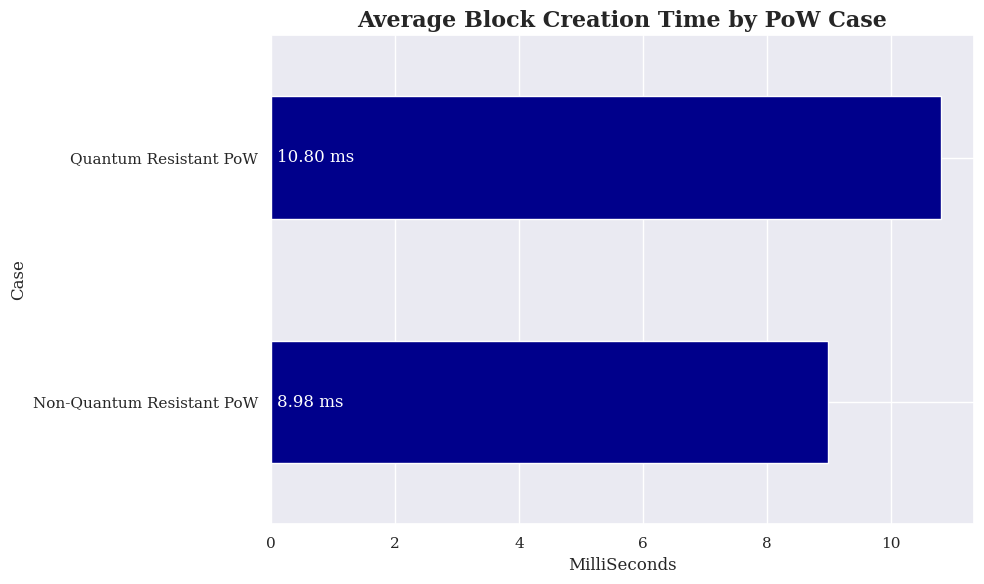 Average Block Creation Time by PoW Case
Quantum Resistant PoW
10.80 ms
Case
Non-Quantum Resistant PoW
8.98 ms
0 2 4 6 8 10
MilliSeconds